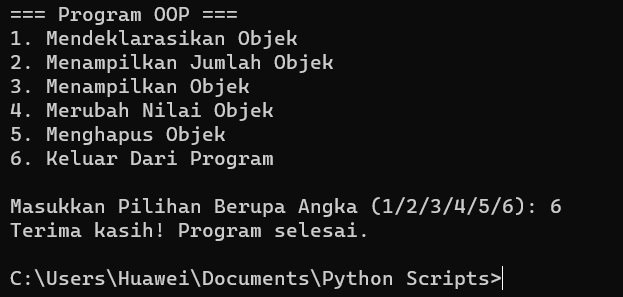 === Program OOP ===
1. Mendeklarasikan Objek
2. Menampilkan Jumlah Objek
3. Menampilkan Objek
4. Merubah Nilai Objek
5. Menghapus Objek
6. Keluar Dari Program
Masukkan Pilihan Berupa Angka (1/2/3/4/5/6): 6
Terima kasih! Program selesai.
C:\Users\Huawei\Documents\Python Scripts>